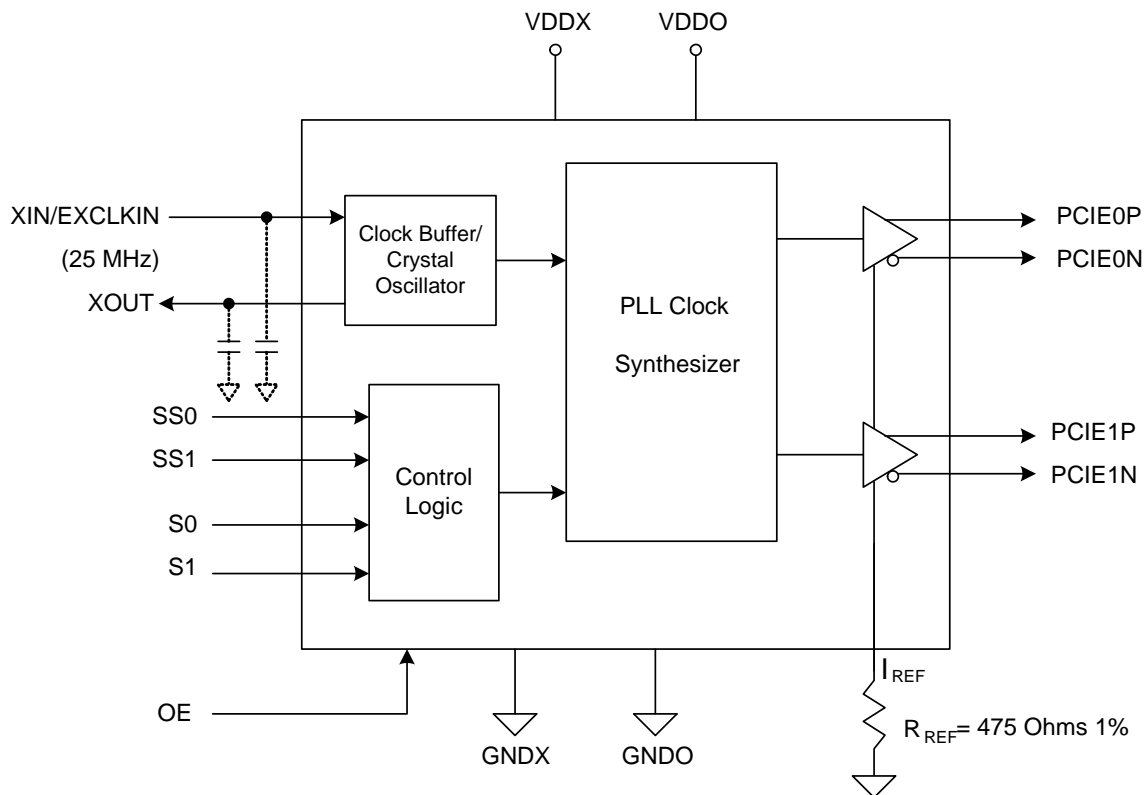 VDDX
VDDO
XIN/EXCLKIN
(25 MHz)
XOUT
Clock Buffer/
Crystal
Oscillator
PLL Clock
Synthesizer
PCIE0P
PCIE0N
SS0
SS1
S0
S1
Control
Logic
PCIE1P
PCIE1N
OE
GNDX
GNDO
IREF
RREF= 475 Ohms 1%